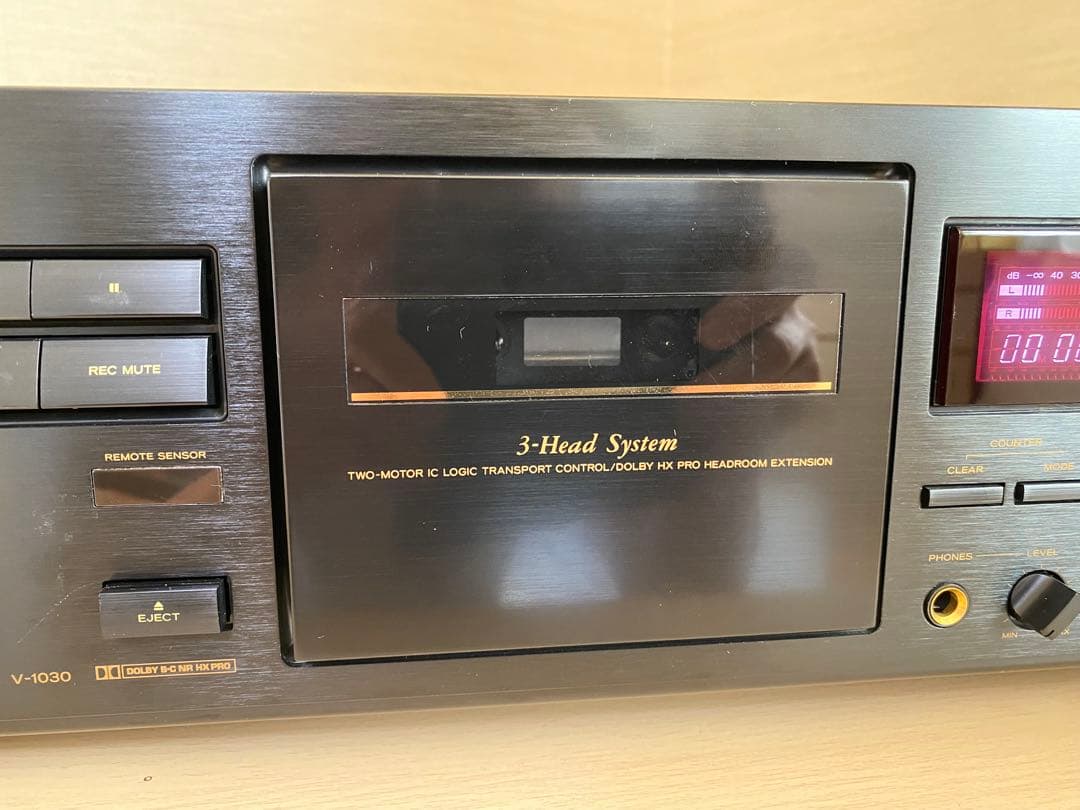 REC MUTE
REMOTE SENSOR
EJECT
V-1030
DOLBY B-C NR HX PRO
3-Head System
TWO-MOTOR IC LOGIC TRANSPORT CONTROL/DOLBY HX PRO HEADROOM EXTENSION
dB -∞ 40 30
L
R
00
COUNTER
CLEAR
MODE
PHONES
LEVEL
MIN